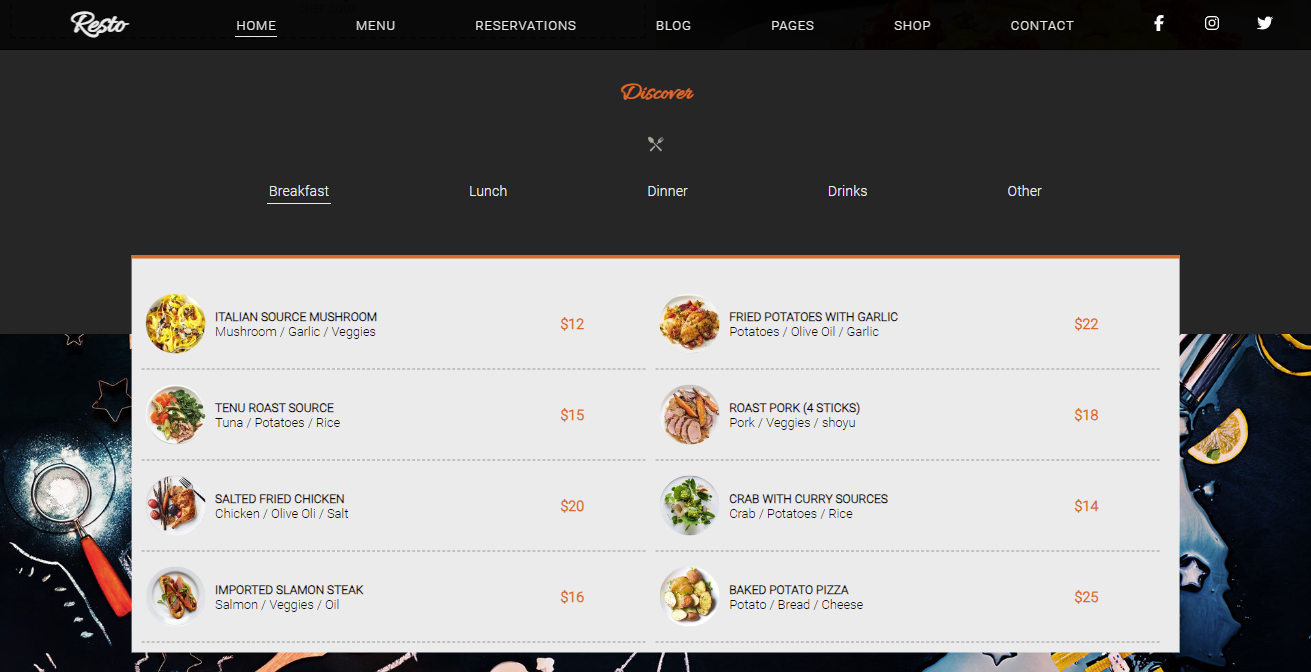 Resto
HOME
MENU
RESERVATIONS
BLOG
PAGES
SHOP
CONTACT
Discover
Breakfast
Lunch
Dinner
Drinks
Other
ITALIAN SOURCE MUSHROOM
Mushroom / Garlic / Veggies
$12
FRIED POTATOES WITH GARLIC
Potatoes / Olive Oil / Garlic
$22
TENU ROAST SOURCE
Tuna / Potatoes / Rice
$15
ROAST PORK (4 STICKS)
Pork / Veggies / shoyu
$18
SALTED FRIED CHICKEN
Chicken / Olive Oli / Salt
$20
CRAB WITH CURRY SOURCES
Crab / Potatoes / Rice
$14
IMPORTED SLAMON STEAK
Salmon / Veggies / Oil
$16
BAKED POTATO PIZZA
Potato / Bread / Cheese
$25